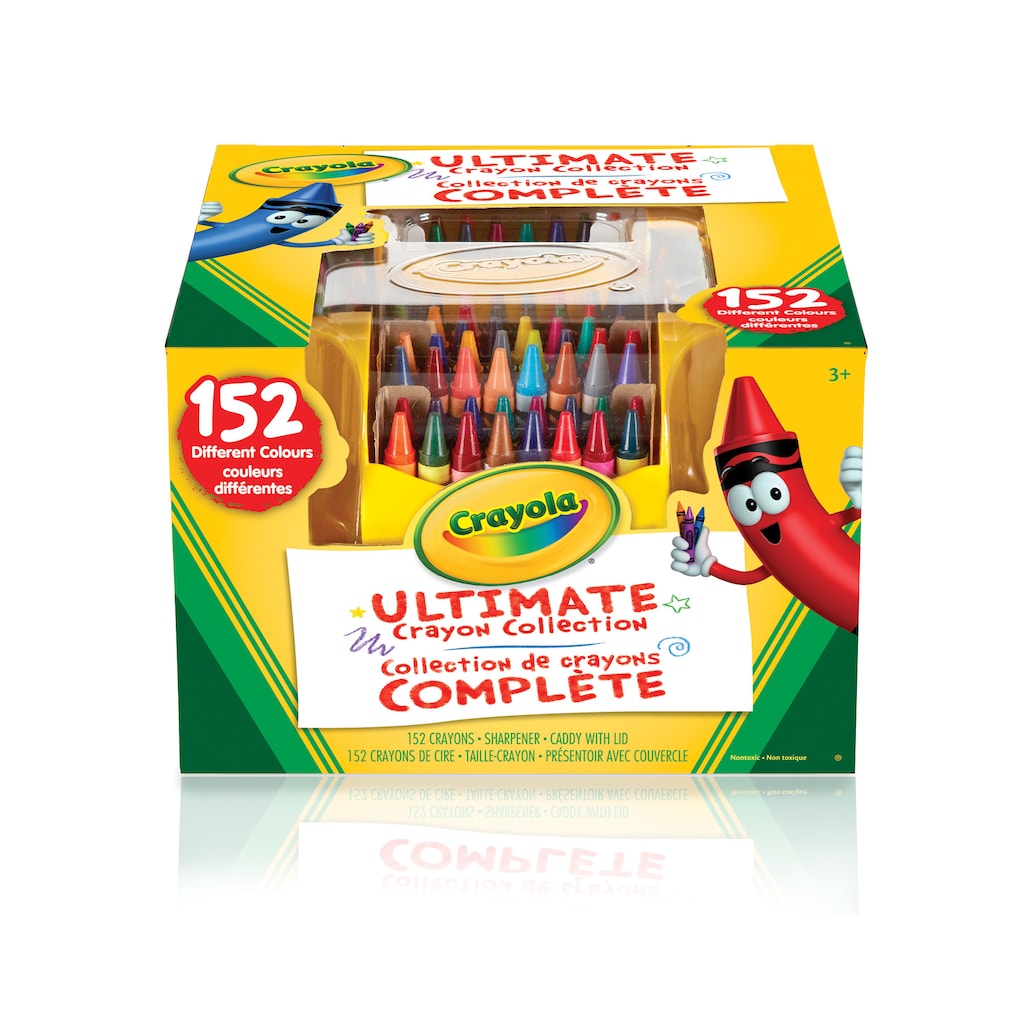 Crayola
ULTIMATE
Crayon Collection
Collection de crayons
COMPLÈTE
Crayola
152
Different Colours
couleurs
différentes
3+
152
Different Colours
couleurs
différentes
Crayola
ULTIMATE
Crayon Collection
Collection de crayons
COMPLÈTE
152 CRAYONS • SHARPENER • CADDY WITH LID
152 CRAYONS DE CIRE • TAILLE-CRAYON • PRÉSENTOIR AVEC COUVERCLE
Nontoxic • Non toxique